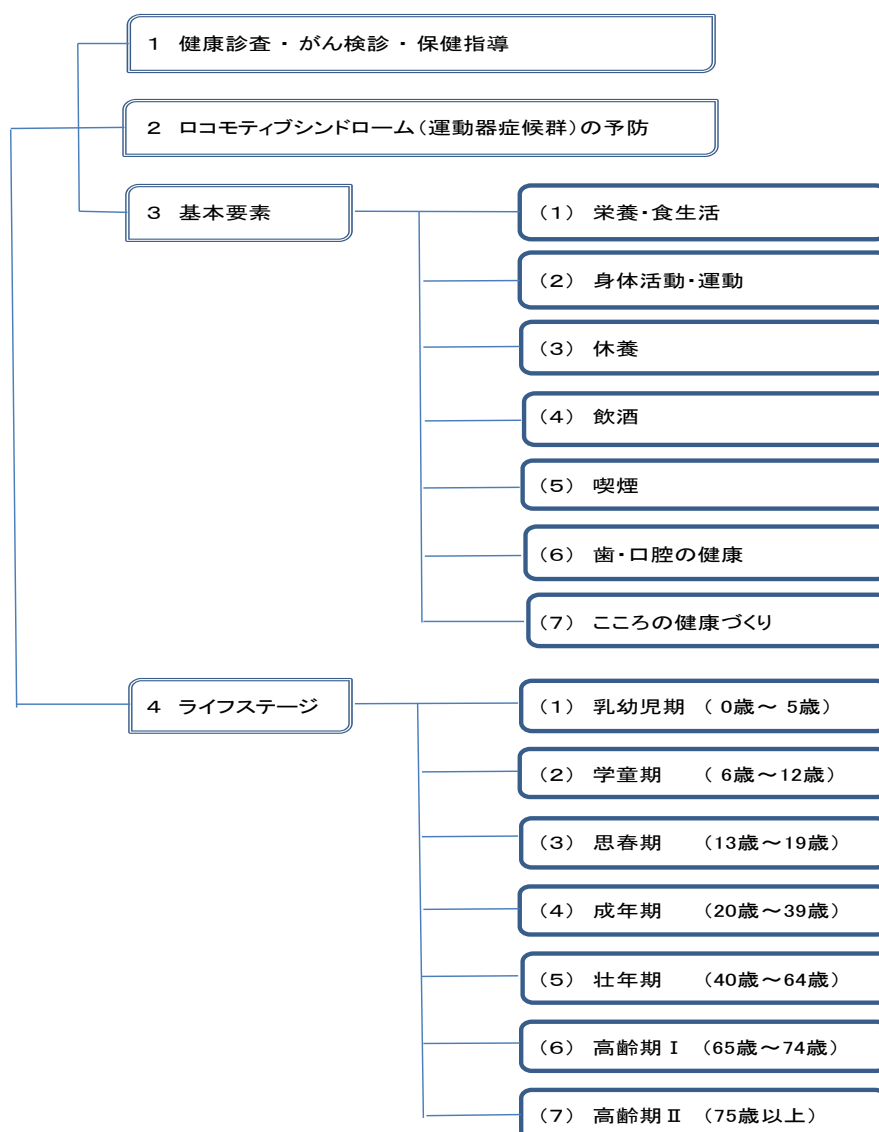 1 健康診査・がん検診・保健指導
2 ロコモティブシンドローム(運動器症候群)の予防
3 基本要素
(1) 栄養・食生活
(2) 身体活動・運動
(3) 休養
(4) 飲酒
(5) 喫煙
(6) 歯・口腔の健康
(7) こころの健康づくり
4 ライフステージ
(1) 乳幼児期 ( 0歳~ 5歳)
(2) 学童期 ( 6歳~12歳)
(3) 思春期 (13歳~19歳)
(4) 成年期 (20歳~39歳)
(5) 壮年期 (40歳~64歳)
(6) 高齢期Ⅰ (65歳~74歳)
(7) 高齢期Ⅱ (75歳以上)